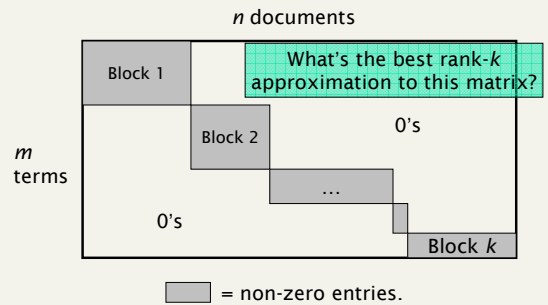 n documents
What's the best rank-k
approximation to this matrix?
Block 1
Block 2
0's
m
terms
...
0's
Block k
= non-zero entries.